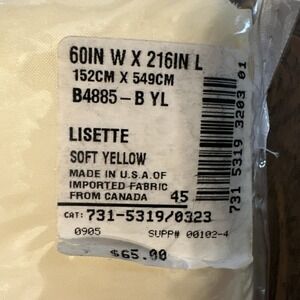 60IN W X 216IN L
152CM X 549CM
B4885-B YL
LISETTE
SOFT YELLOW
MADE IN U.S.A.OF
IMPORTED FABRIC
FROM CANADA 45
CAT: 731-5319/0323
0905 SUPP# 00102-4
$65.00
731 5319 3203 01